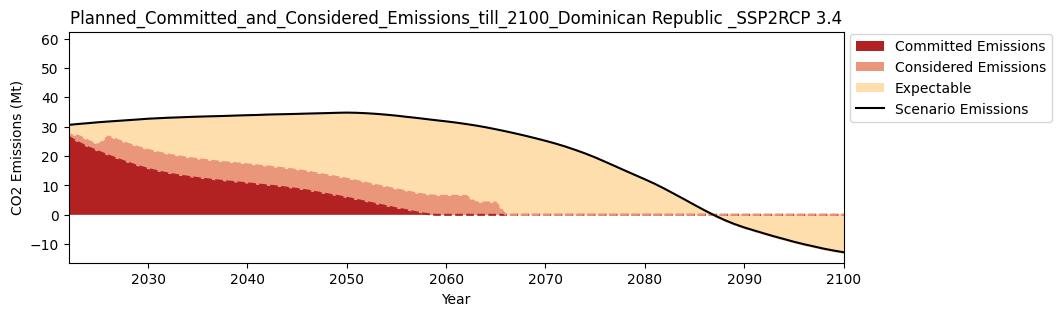 Planned_Committed_and_Considered_Emissions_till_2100_Dominican Republic _SSP2RCP 3.4
60
50
40
30
20
10
0
−10
CO2 Emissions (Mt)
2030
2040
2050
2060
2070
2080
2090
2100
Year
Committed Emissions
Considered Emissions
Expectable
Scenario Emissions